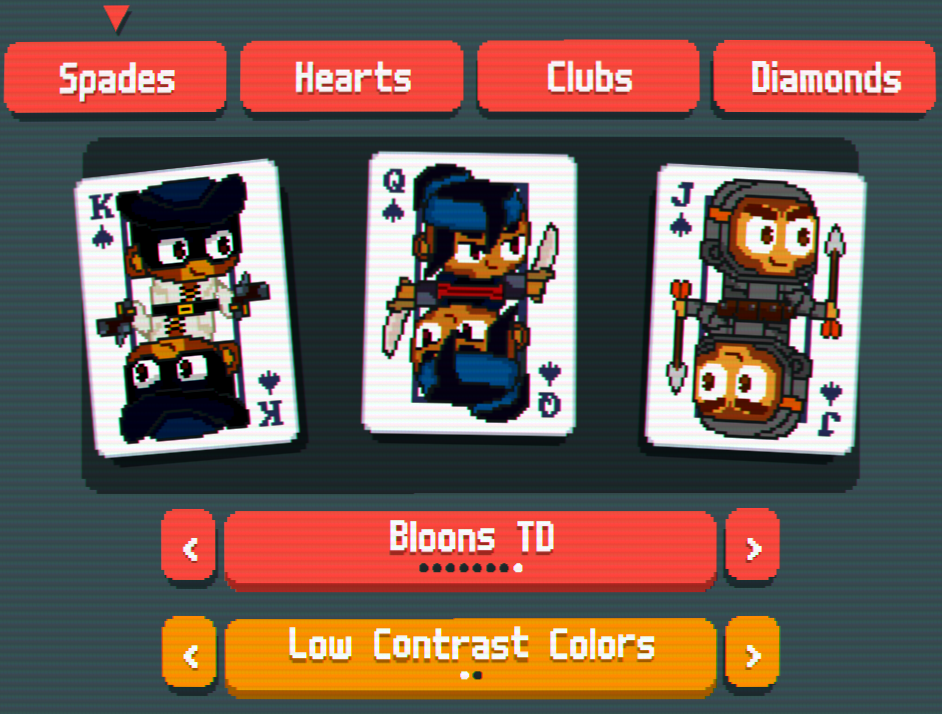 Spades Hearts Clubs Diamonds
K Q J
K Q J
< Bloons TD >
< Low Contrast Colors >